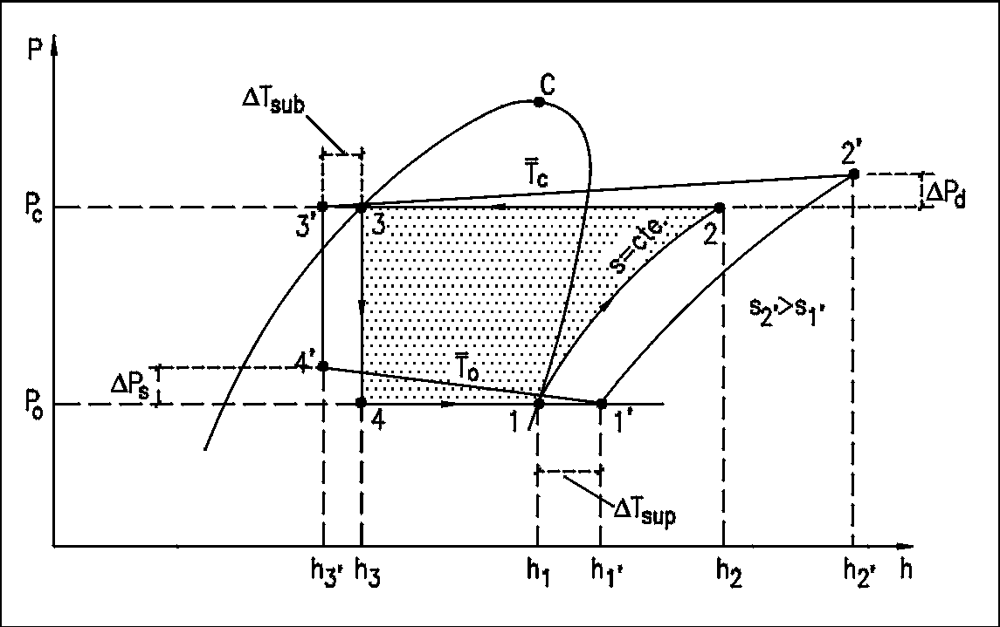 P
C
ΔTsub
T̿c
2'
Pc
ΔPd
3'
3
2
s=cte.
s2'>s1'
4'
T̅o
ΔPs
Po
4
1
1'
ΔTsup
h3' h3 h1 h1' h2 h2' h